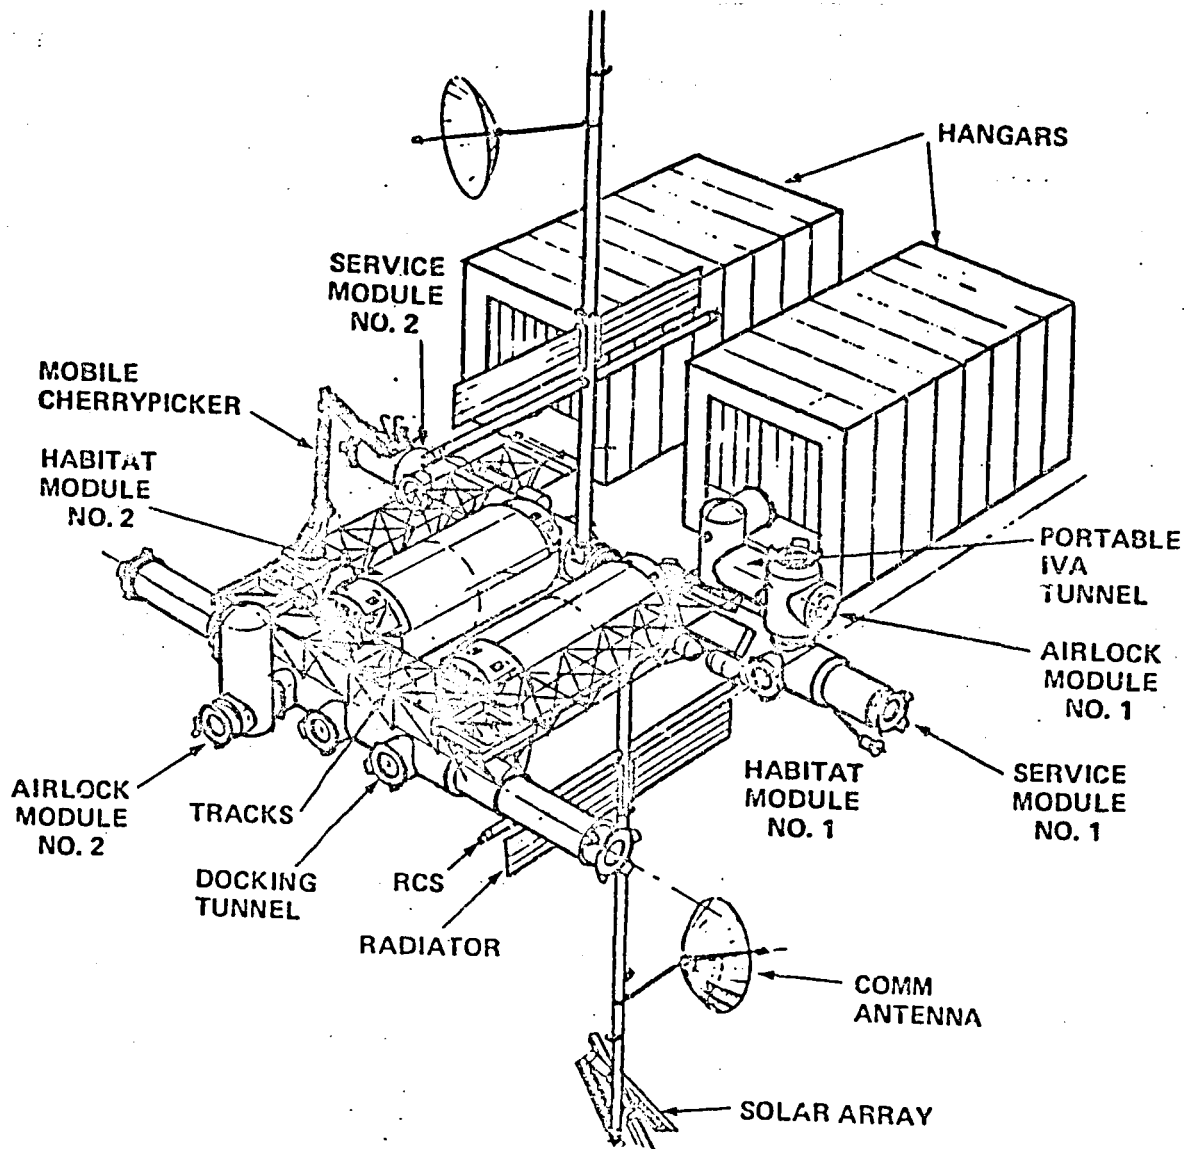 HANGARS
SERVICE
MODULE
NO. 2
MOBILE
CHERRYPICKER
HABITAT
MODULE
NO. 2
PORTABLE
IVA
TUNNEL
AIRLOCK
MODULE
NO. 1
HABITAT
MODULE
NO. 1
SERVICE
MODULE
NO. 1
AIRLOCK
MODULE
NO. 2
TRACKS
DOCKING
TUNNEL
RCS
RADIATOR
COMM
ANTENNA
SOLAR ARRAY